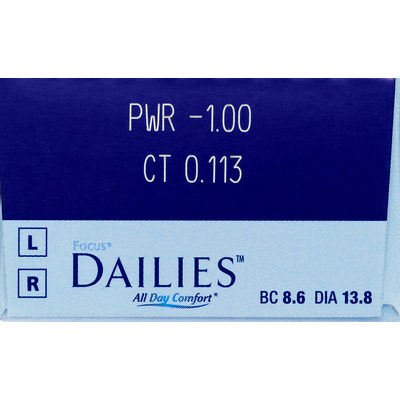 PWR -1.00
CT 0.113
L
Focus®
DAILIES™
R
All Day Comfort*
BC 8.6 DIA 13.8